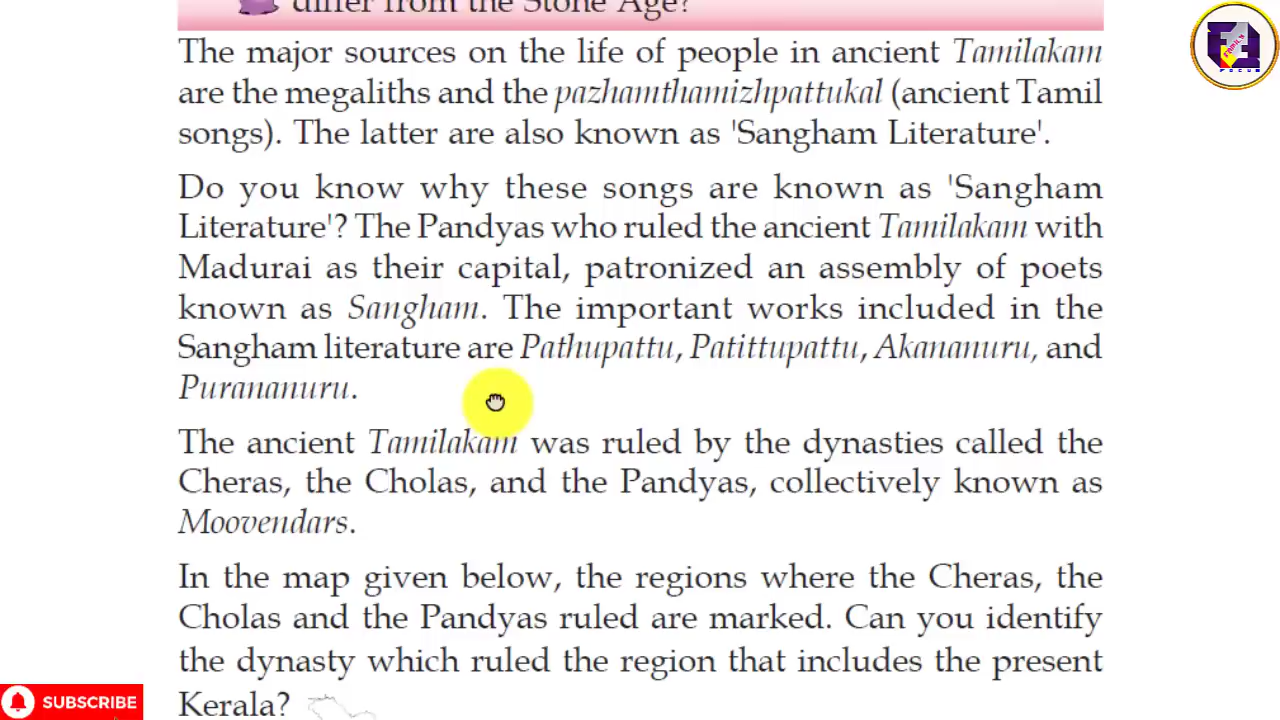 differ from the Stone Age?
The major sources on the life of people in ancient Tamilakam
are the megaliths and the pazhamthamizhpattukal (ancient Tamil
songs). The latter are also known as 'Sangham Literature'.
Do you know why these songs are known as 'Sangham
Literature'? The Pandyas who ruled the ancient Tamilakam with
Madurai as their capital, patronized an assembly of poets
known as Sangham. The important works included in the
Sangham literature are Pathupattu, Patittupattu, Akananuru, and
Purananuru.
The ancient Tamilakam was ruled by the dynasties called the
Cheras, the Cholas, and the Pandyas, collectively known as
Moovendars.
In the map given below, the regions where the Cheras, the
Cholas and the Pandyas ruled are marked. Can you identify
the dynasty which ruled the region that includes the present
Kerala?
SUBSCRIBE
FOCUS